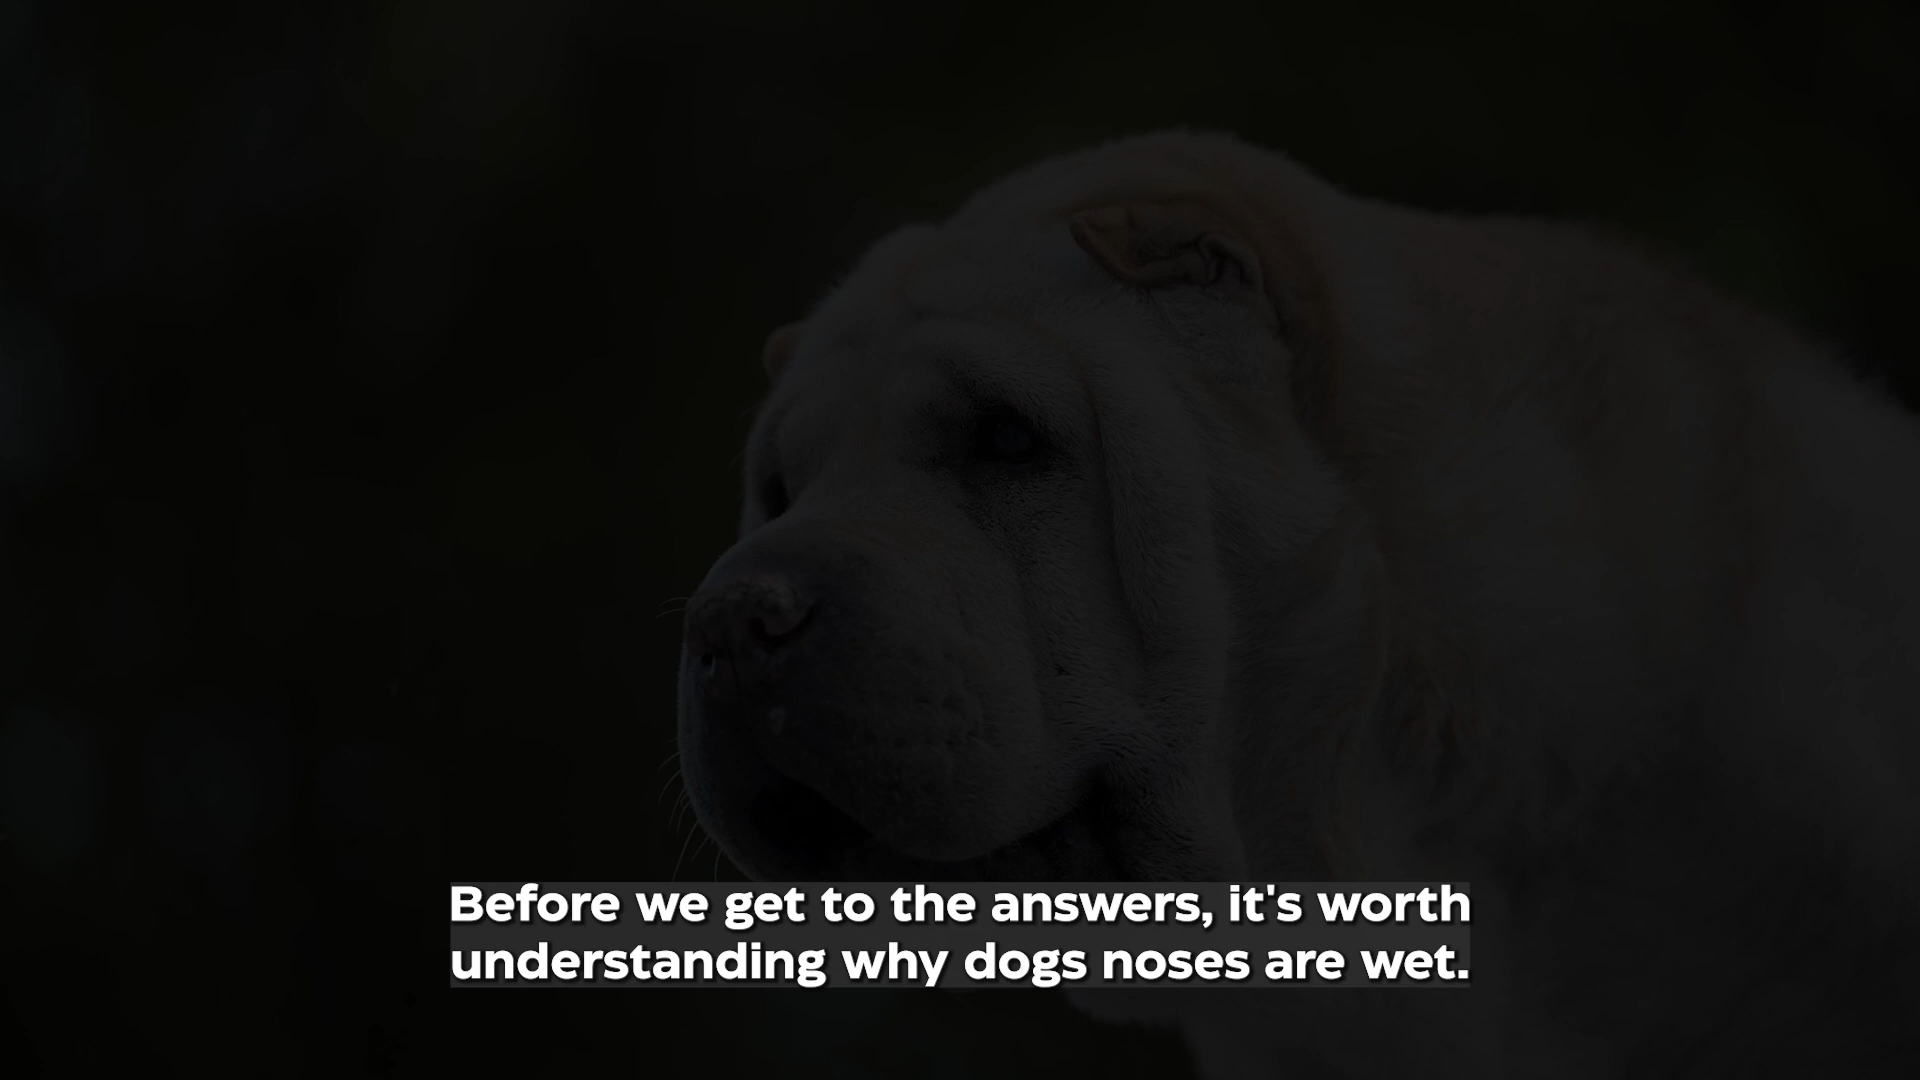 Before we get to the answers, it's worth
understanding why dogs noses are wet.